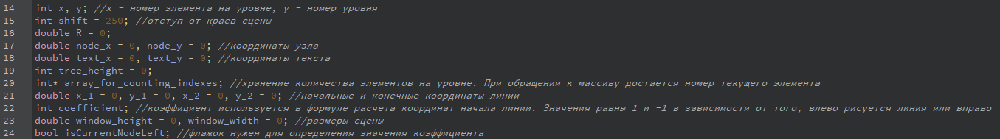 14 int x, y; //x - номер элемента на уровне, y - номер уровня
15 int shift = 250; //отступ от краев сцены
16 double R = 0;
17 double node_x = 0, node_y = 0; //координаты узла
18 double text_x = 0, text_y = 0; //координаты текста
19 int tree_height = 0;
20 int* array_for_counting_indexes; //хранение количества элементов на уровне. При обращении к массиву достается номер текущего элемента
21 double x_1 = 0, y_1 = 0, x_2 = 0, y_2 = 0; //начальные и конечные координаты линии
22 int coefficient; //коэффициент используется в формуле расчета координат начала линии. Значения равны 1 и -1 в зависимости от того, влево рисуется линия или вправо
23 double window_height = 0, window_width = 0; //размеры сцены
24 bool isCurrentNodeLeft; //флажок нужен для определения значения коэффициента